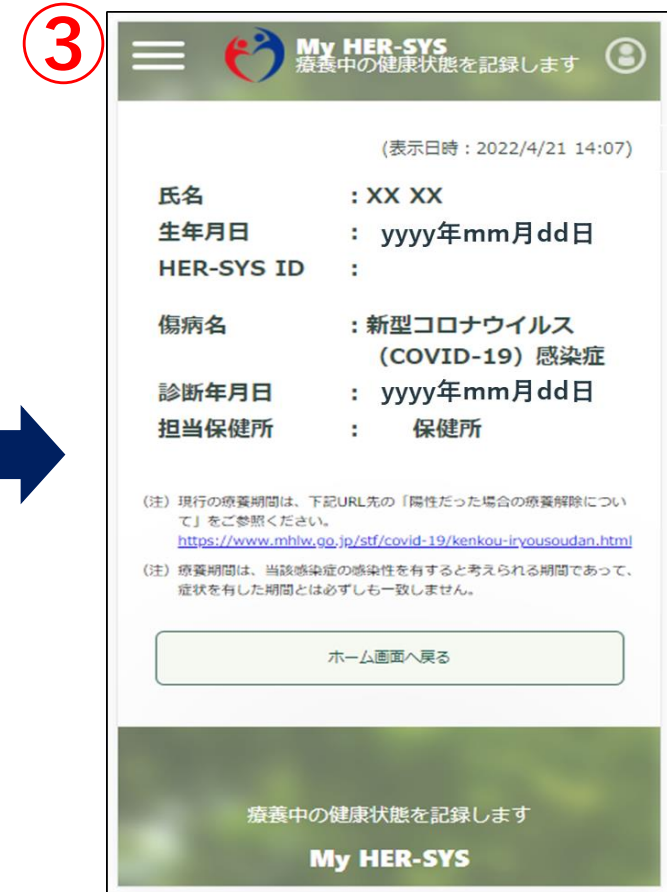 ③
My HER-SYS
療養中の健康状態を記録します
(表示日時：2022/4/21 14:07)
氏名 ：XX XX
生年月日 ： yyyy年mm月dd日
HER-SYS ID ：
傷病名 ：新型コロナウイルス
（COVID-19）感染症
診断年月日 ： yyyy年mm月dd日
担当保健所 ： 保健所
（注）現行の療養期間は、下記URL先の「陽性だった場合の療養解除につい
て」をご参照ください。
https://www.mhlw.go.jp/stf/covid-19/kenkou-iryousoudan.html
（注）療養期間は、当該感染症の感染性を有すると考えられる期間であって、
症状を有した期間とは必ずしも一致しません。
ホーム画面へ戻る
療養中の健康状態を記録します
My HER-SYS